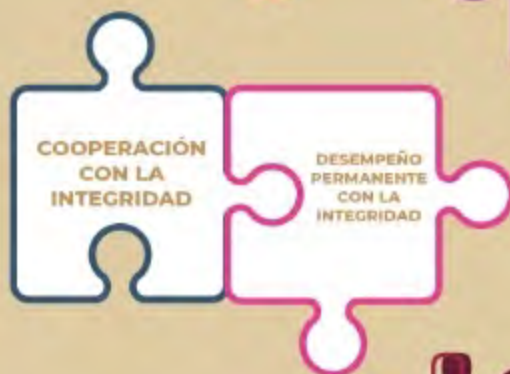 COOPERACIÓN
CON LA
INTEGRIDAD
DESEMPEÑO
PERMANENTE
CON LA
INTEGRIDAD